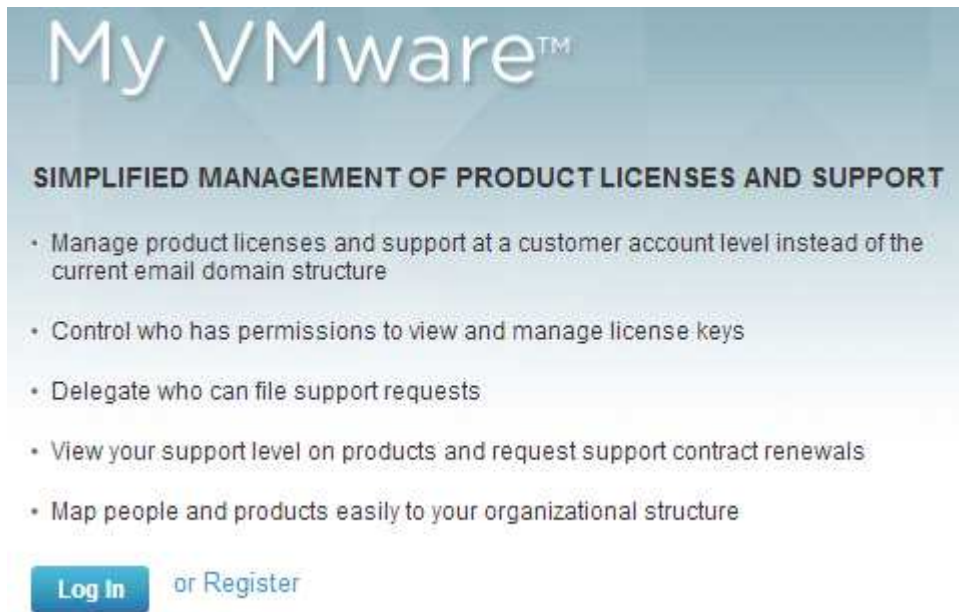 My VMware™
SIMPLIFIED MANAGEMENT OF PRODUCT LICENSES AND SUPPORT
• Manage product licenses and support at a customer account level instead of the
current email domain structure
• Control who has permissions to view and manage license keys
• Delegate who can file support requests
• View your support level on products and request support contract renewals
• Map people and products easily to your organizational structure
Log In or Register